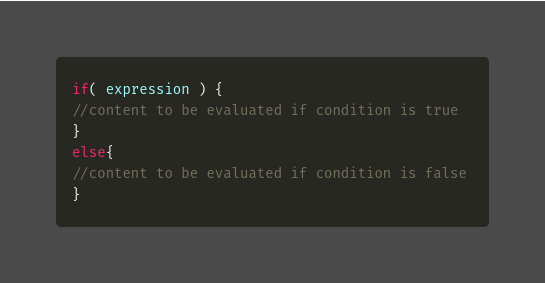 if( expression ) {
//content to be evaluated if condition is true
}
else{
//content to be evaluated if condition is false
}